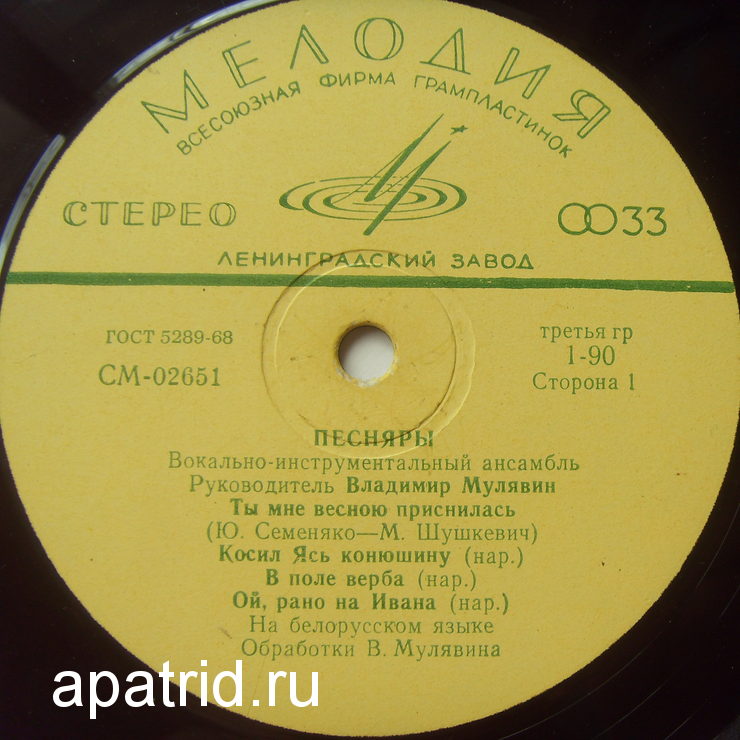 МЕЛОДИЯ
ВСЕСОЮЗНАЯ ФИРМА ГРАМПЛАСТИНОК
СТЕРЕО
33
ЛЕНИНГРАДСКИЙ ЗАВОД
ГОСТ 5289-68
СМ-02651
третья гр
1-90
Сторона 1
ПЕСНЯРЫ
Вокально-инструментальный ансамбль
Руководитель Владимир Мулявин
Ты мне весною приснилась
(Ю. Семеняко—М. Шушкевич)
Косил Ясь конюшину (нар.)
В поле верба (нар.)
Ой, рано на Ивана (нар.)
На белорусском языке
Обработки В. Мулявина
apatrid.ru